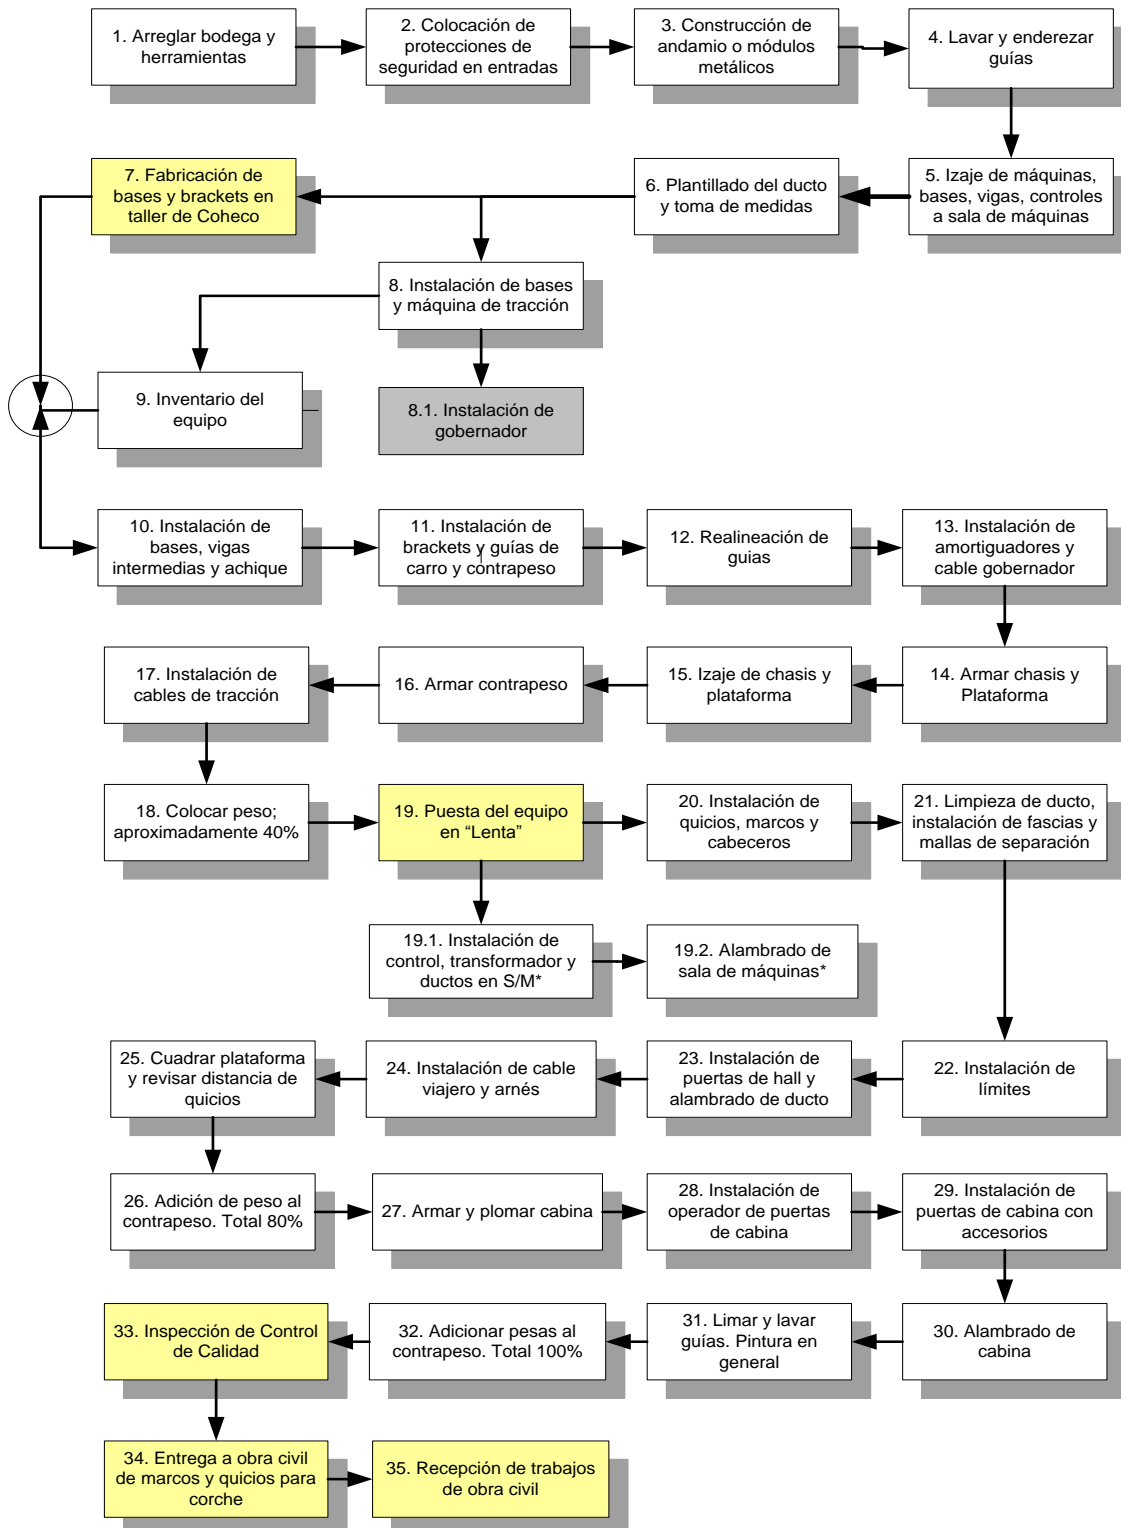 1. Arreglar bodega y
herramientas
2. Colocación de
protecciones de
seguridad en entradas
3. Construcción de
andamio o módulos
metálicos
4. Lavar y enderezar
guías
7. Fabricación de
bases y brackets en
taller de Coheco
6. Plantillado del ducto
y toma de medidas
5. Izaje de máquinas,
bases, vigas, controles
a sala de máquinas
8. Instalación de bases
y máquina de tracción
9. Inventario del
equipo
8.1. Instalación de
gobernador
10. Instalación de
bases, vigas
intermedias y achique
11. Instalación de
brackets y guías de
carro y contrapeso
12. Realineación de
guias
13. Instalación de
amortiguadores y
cable gobernador
17. Instalación de
cables de tracción
16. Armar contrapeso
15. Izaje de chasis y
plataforma
14. Armar chasis y
Plataforma
18. Colocar peso;
aproximadamente 40%
19. Puesta del equipo
en “Lenta”
20. Instalación de
quicios, marcos y
cabeceros
21. Limpieza de ducto,
instalación de fascias y
mallas de separación
19.1. Instalación de
control, transformador y
ductos en S/M*
19.2. Alambrado de
sala de máquinas*
25. Cuadrar plataforma
y revisar distancia de
quicios
24. Instalación de cable
viajero y arnés
23. Instalación de
puertas de hall y
alambrado de ducto
22. Instalación de
límites
26. Adición de peso al
contrapeso. Total 80%
27. Armar y plomar cabina
28. Instalación de
operador de puertas
de cabina
29. Instalación de
puertas de cabina con
accesorios
33. Inspección de Control
de Calidad
32. Adicionar pesas al
contrapeso. Total 100%
31. Limar y lavar
guías. Pintura en
general
30. Alambrado de
cabina
34. Entrega a obra civil
de marcos y quicios para
corche
35. Recepción de trabajos
de obra civil